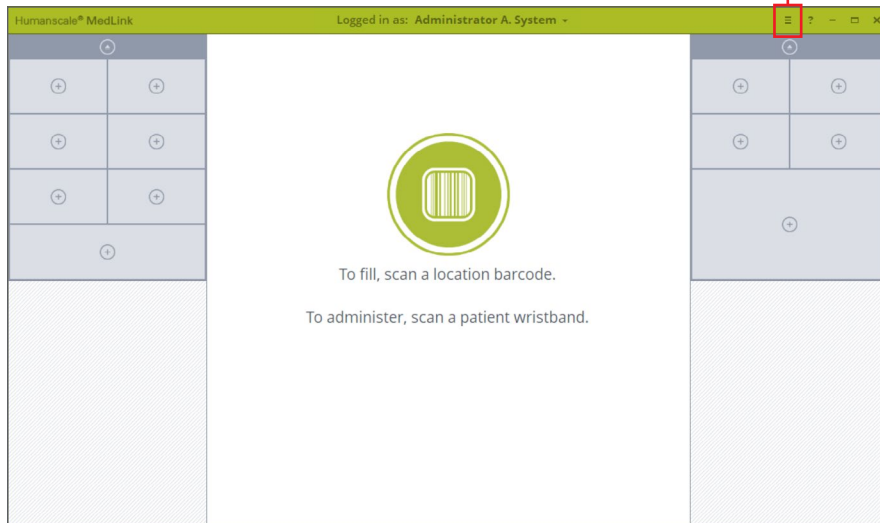 Humanscale® MedLink
Logged in as: Administrator A. System
?
To fill, scan a location barcode.
To administer, scan a patient wristband.